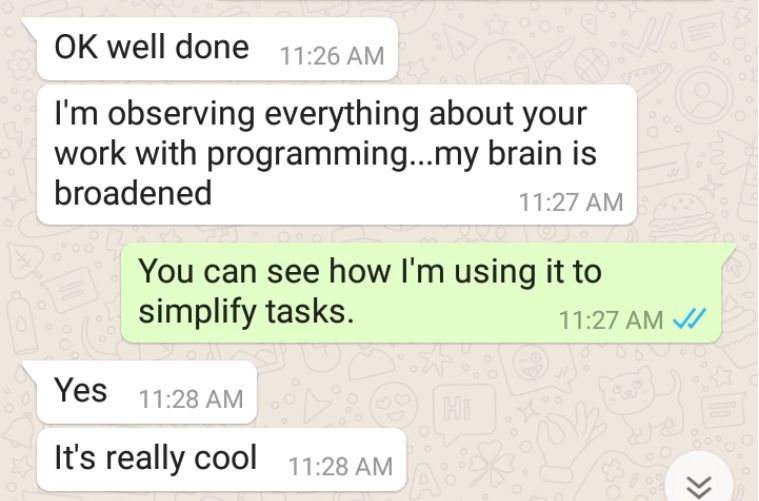 OK well done 11:26 AM
I'm observing everything about your
work with programming...my brain is
broadened 11:27 AM
You can see how I'm using it to
simplify tasks. 11:27 AM
Hi
Yes 11:28 AM
It's really cool 11:28 AM